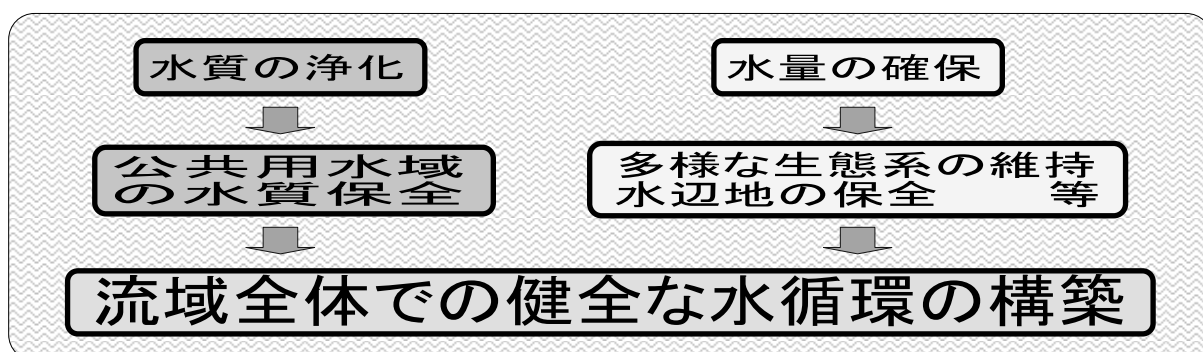 水質の浄化
水量の確保
公共用水域
の水質保全
多様な生態系の維持
水辺地の保全　　等
流域全体での健全な水循環の構築